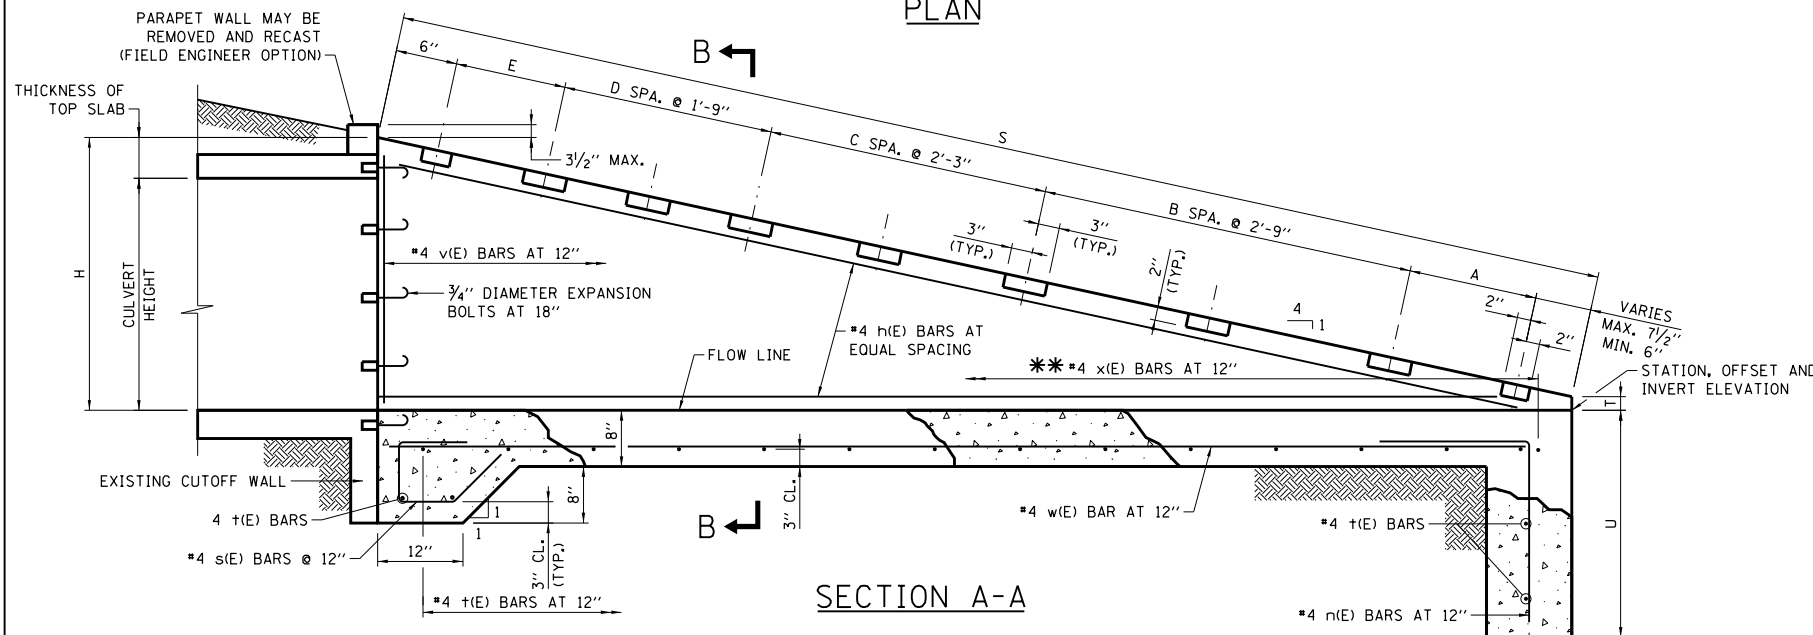 PLAN
PARAPET WALL MAY BE
REMOVED AND RECAST
(FIELD ENGINEER OPTION)
THICKNESS OF
TOP SLAB
6"
E
D SPA. @ 1'-9"
C SPA. @ 2'-3"
S
B SPA. @ 2'-9"
A
B
3½" MAX.
3"
(TYP.)
3"
(TYP.)
2"
(TYP.)
4
1
2"
2"
VARIES
MAX. 7½"
MIN. 6"
STATION, OFFSET AND
INVERT ELEVATION
H
CULVERT
HEIGHT
#4 v(E) BARS AT 12"
¾" DIAMETER EXPANSION
BOLTS AT 18"
#4 h(E) BARS AT
EQUAL SPACING
FLOW LINE
** #4 x(E) BARS AT 12"
T
8"
EXISTING CUTOFF WALL
4 t(E) BARS
#4 s(E) BARS @ 12"
12"
1
1
8"
3" CL.
(TYP.)
#4 t(E) BARS AT 12"
B
3" CL.
#4 w(E) BAR AT 12"
#4 t(E) BARS
U
#4 n(E) BARS AT 12"
SECTION A-A